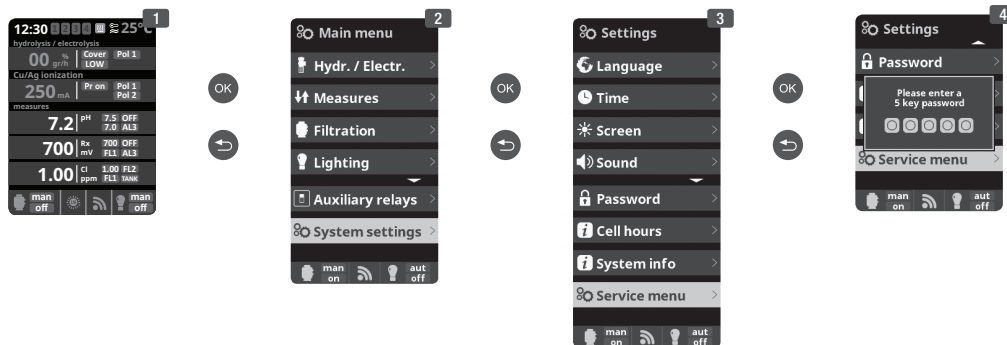 1
12:30 1 2 3 4 25°C
hydrolysis / electrolysis
00 % gr/h Cover Pol 1
LOW
Cu/Ag ionization
250 mA Pr on Pol 1
Pol 2
measures
7.2 pH 7.5 OFF
7.0 AL3
700 Rx mV 700 OFF
FL1 AL3
1.00 Cl ppm 1.00 FL2
FL1 TANK
man off
man off
OK
2
Main menu
Hydr. / Electr.
Measures
Filtration
Lighting
Auxiliary relays
System settings
man on
aut off
OK
3
Settings
Language
Time
Screen
Sound
Password
Cell hours
System info
Service menu
man on
aut off
OK
4
Settings
Password
Please enter a
5 key password
Service menu
man on
aut off